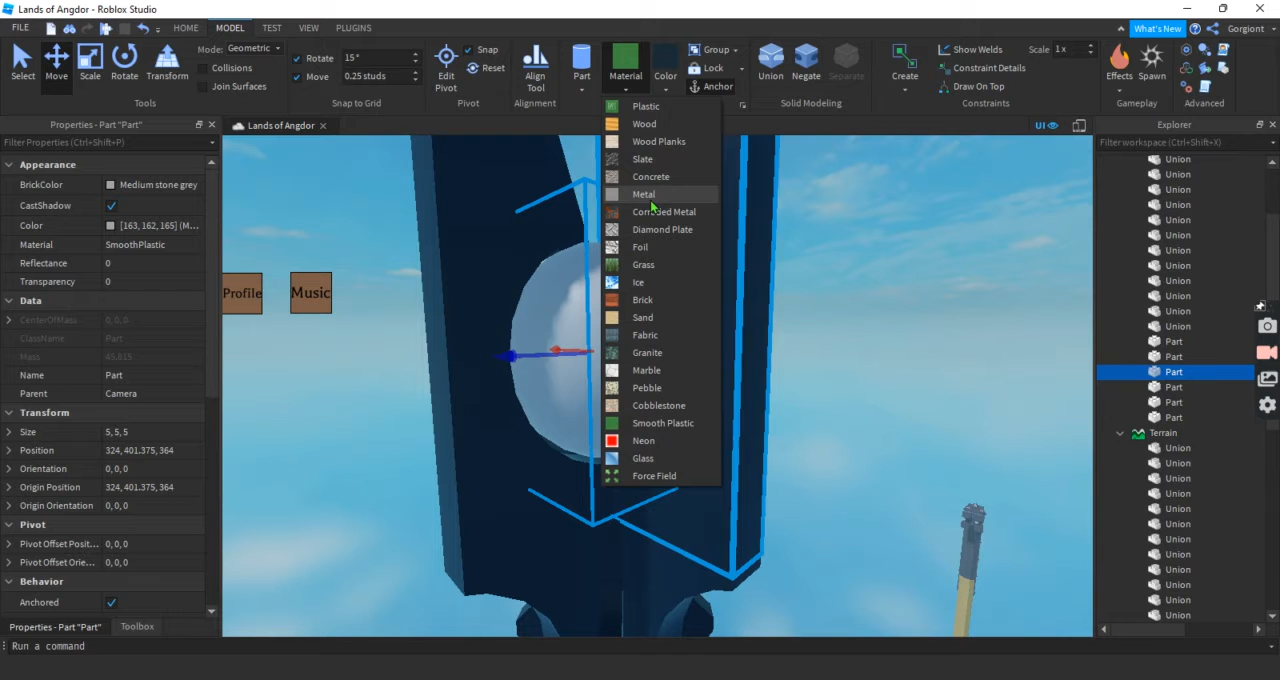 Lands of Angdor - Roblox Studio
FILE HOME MODEL TEST VIEW PLUGINS What's New Gorgiont
Select Move Scale Rotate Transform
Mode: Geometric
Collisions
Join Surfaces
Tools
Rotate 15°
Move 0.25 studs
Snap to Grid
Edit Pivot
Snap
Reset
Pivot
Align Tool
Alignment
Part Material Color
Group
Lock
Anchor
Union Negate Separate
Solid Modeling
Create
Show Welds Scale 1x
Constraint Details
Draw On Top
Constraints
Effects Spawn
Gameplay
Advanced
Properties - Part "Part"
Filter Properties (Ctrl+Shift+P)
Appearance
BrickColor Medium stone grey
CastShadow
Color [163, 162, 165] (M...
Material SmoothPlastic
Reflectance 0
Transparency 0
Data
CenterOfMass 0, 0, 0
ClassName Part
Mass 45.815
Name Part
Parent Camera
Transform
Size 5, 5, 5
Position 324, 401.375, 364
Orientation 0, 0, 0
Origin Position 324, 401.375, 364
Origin Orientation 0, 0, 0
Pivot
Pivot Offset Posit... 0, 0, 0
Pivot Offset Orie... 0, 0, 0
Behavior
Anchored
Properties - Part "Part" Toolbox
Run a command
Lands of Angdor
UI
Profile
Music
Plastic
Wood
Wood Planks
Slate
Concrete
Metal
Corroded Metal
Diamond Plate
Foil
Grass
Ice
Brick
Sand
Fabric
Granite
Marble
Pebble
Cobblestone
Smooth Plastic
Neon
Glass
Force Field
Explorer
Filter workspace (Ctrl+Shift+X)
Union
Union
Union
Union
Union
Union
Union
Union
Union
Union
Union
Union
Part
Part
Part
Part
Part
Part
Terrain
Union
Union
Union
Union
Union
Union
Union
Union
Union
Union
Union
Union